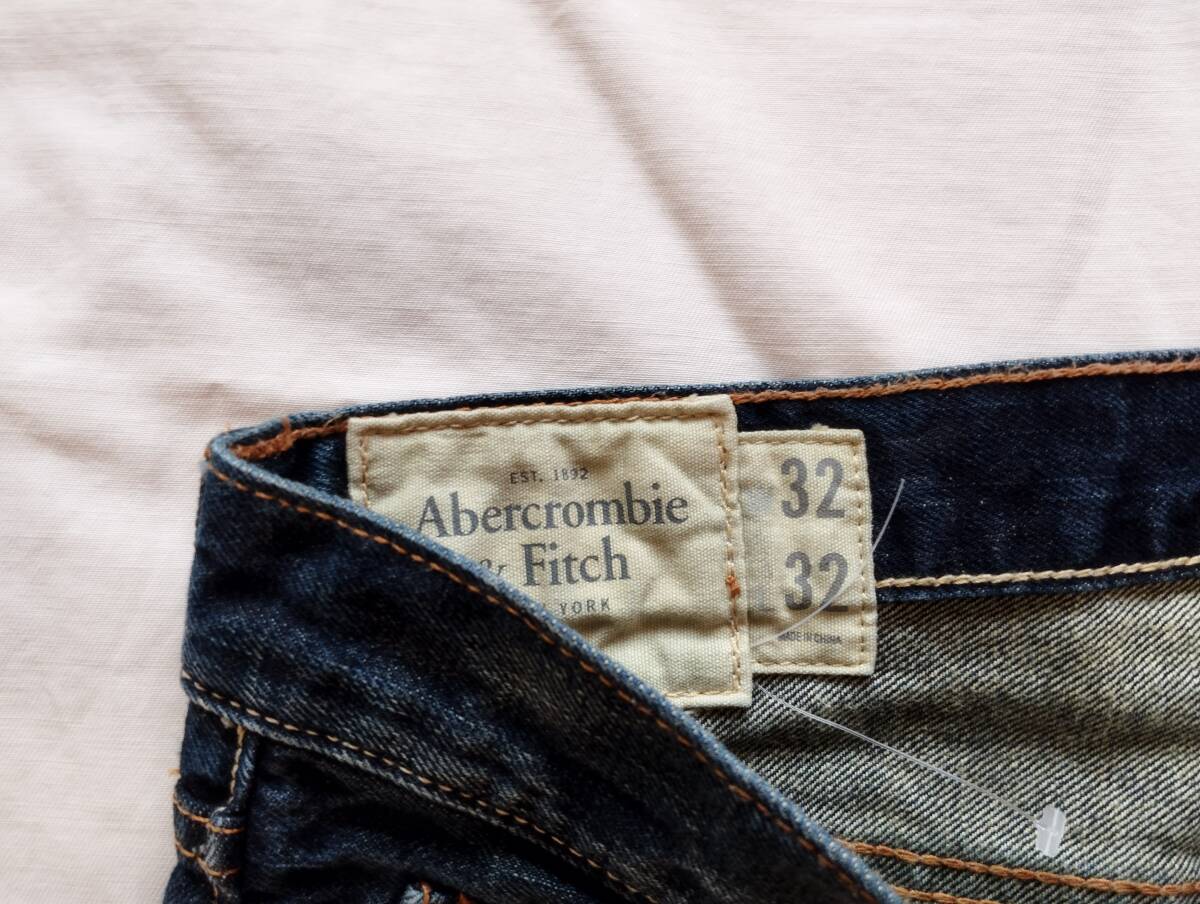 EST. 1892
Abercrombie
& Fitch
YORK
32
32
MADE IN CHINA